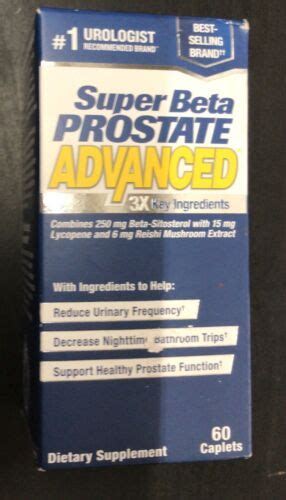 #1 UROLOGIST
RECOMMENDED BRAND*
BEST-
SELLING
BRAND††
Super Beta
PROSTATE
ADVANCED
3X Key Ingredients
Combines 250 mg Beta-Sitosterol with 15 mg
Lycopene and 6 mg Reishi Mushroom Extract
With Ingredients to Help:
Reduce Urinary Frequency†
Decrease Nighttime Bathroom Trips†
Support Healthy Prostate Function†
Dietary Supplement
60
Caplets